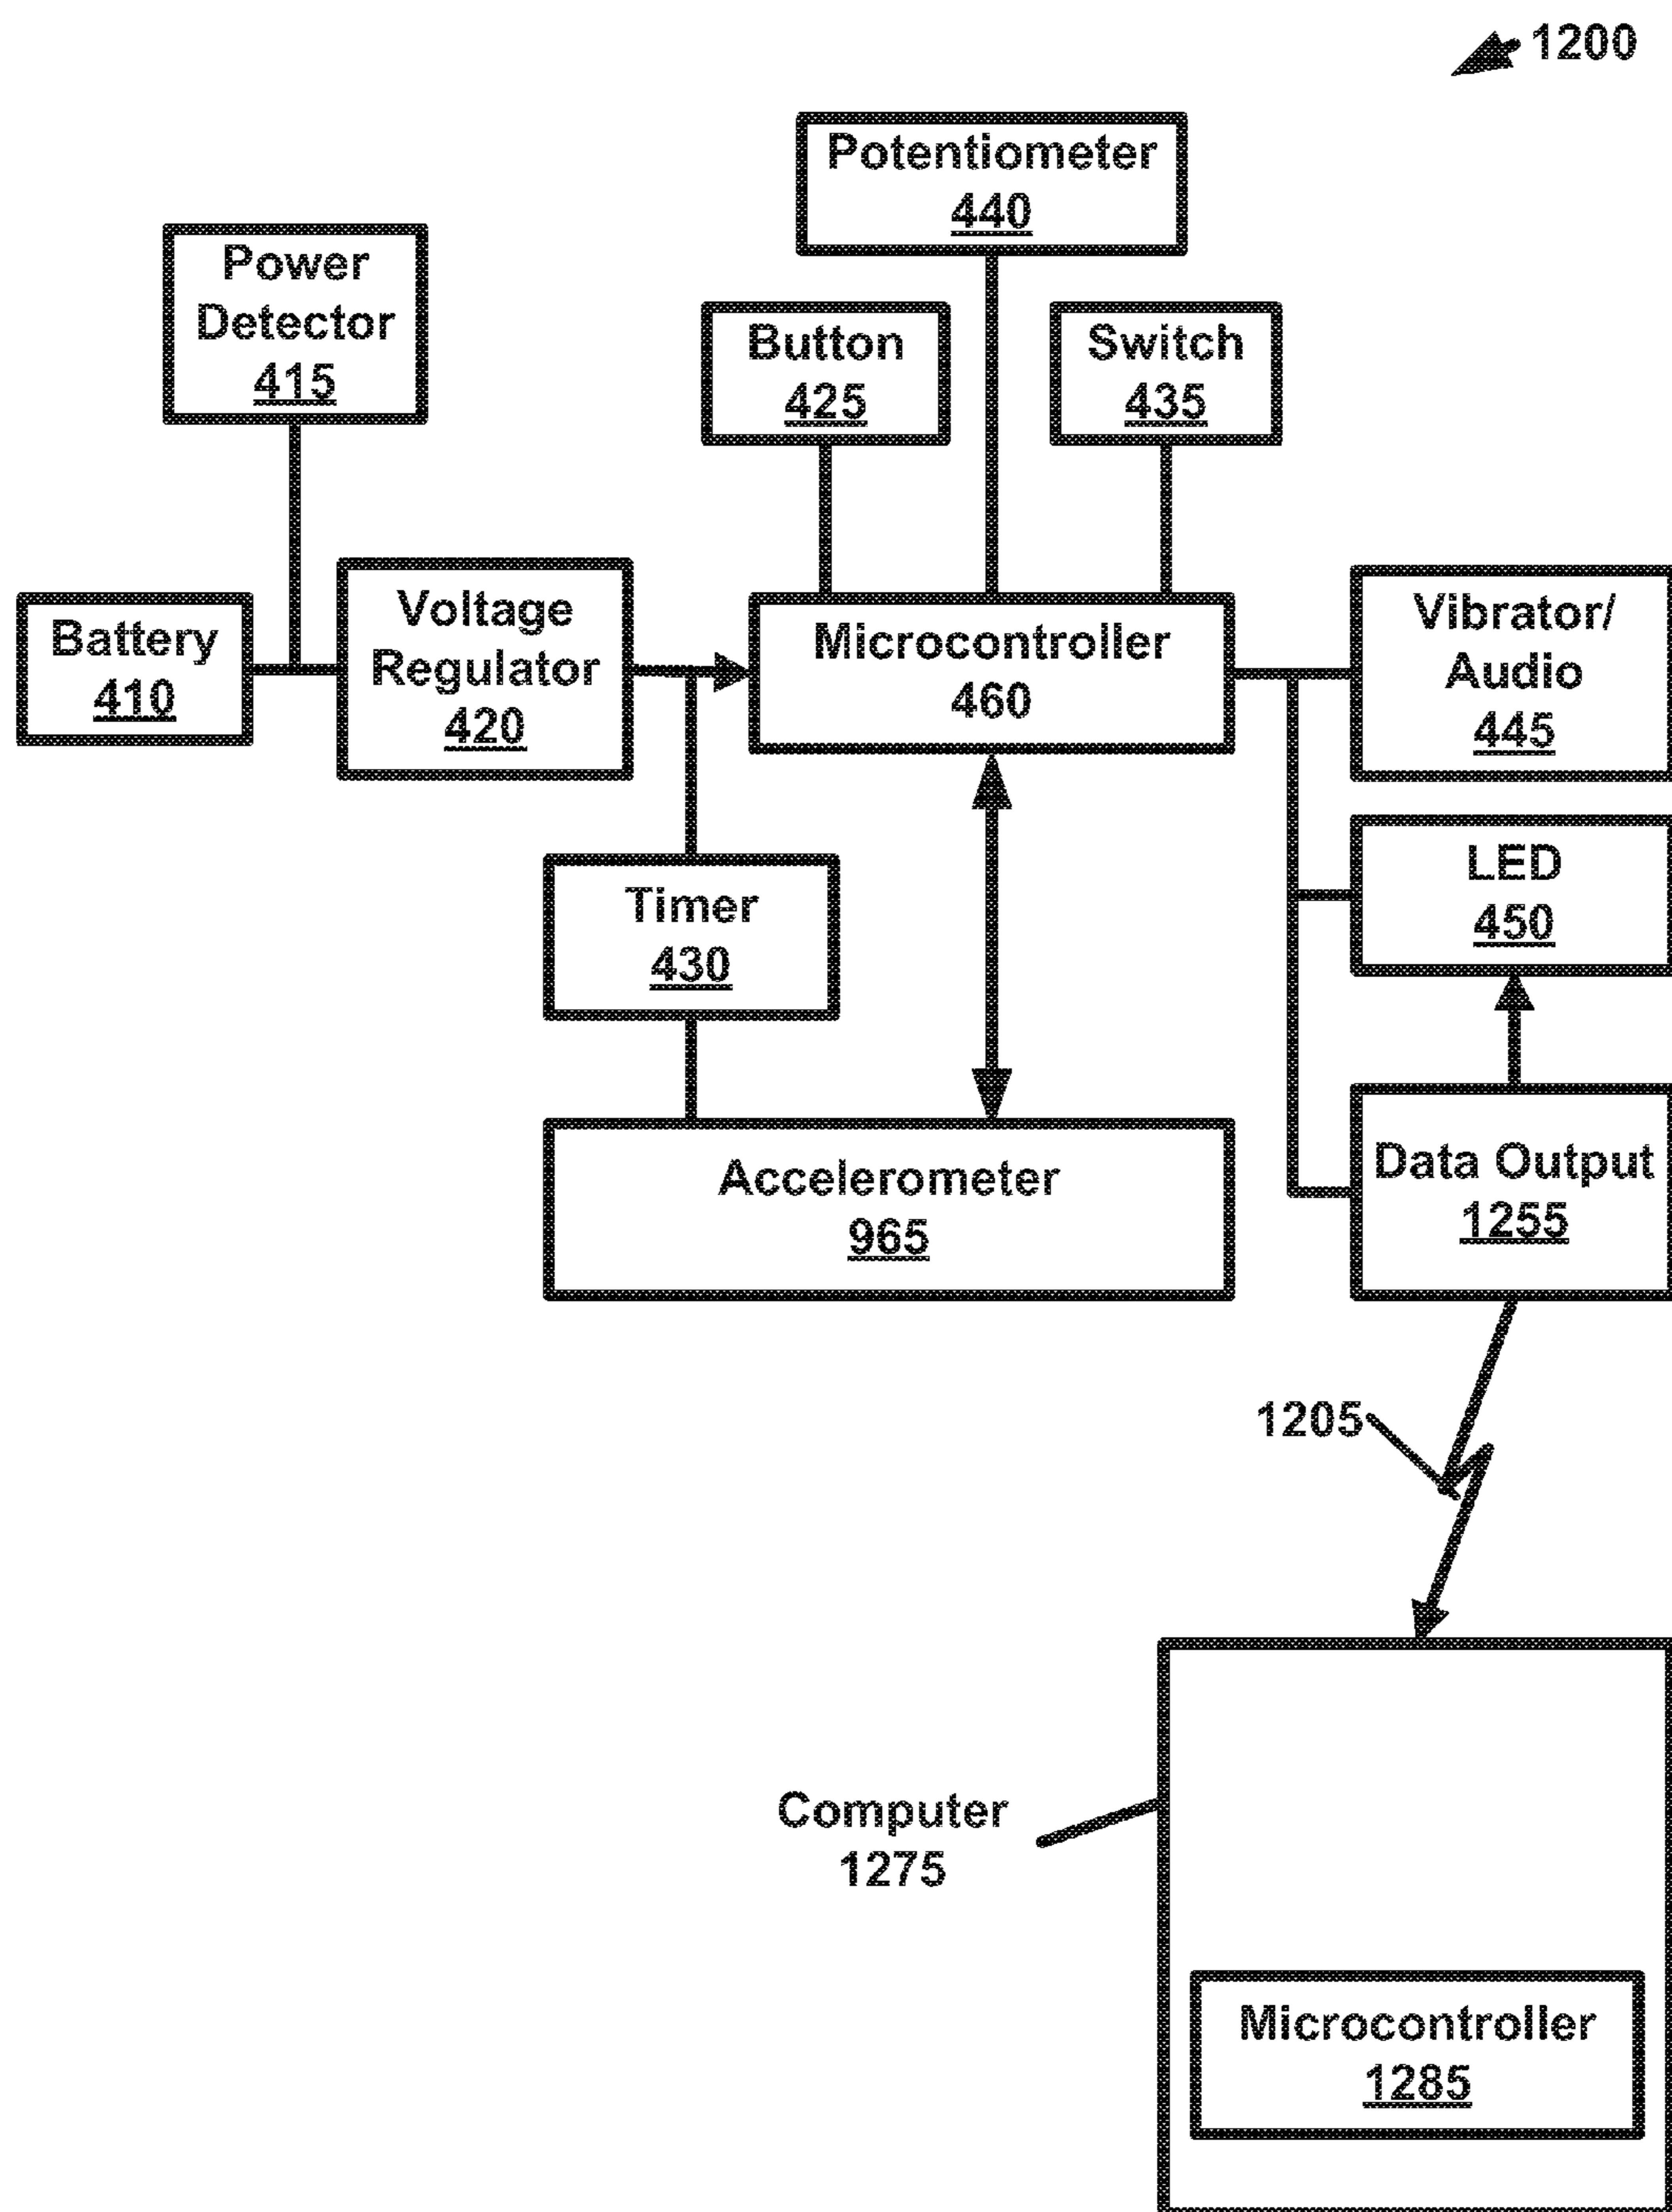 1200
Potentiometer
440
Power
Detector
415
Button
425
Switch
435
Battery
410
Voltage
Regulator
420
Microcontroller
460
Vibrator/
Audio
445
LED
450
Timer
430
Accelerometer
965
Data Output
1255
1205
Computer
1275
Microcontroller
1285